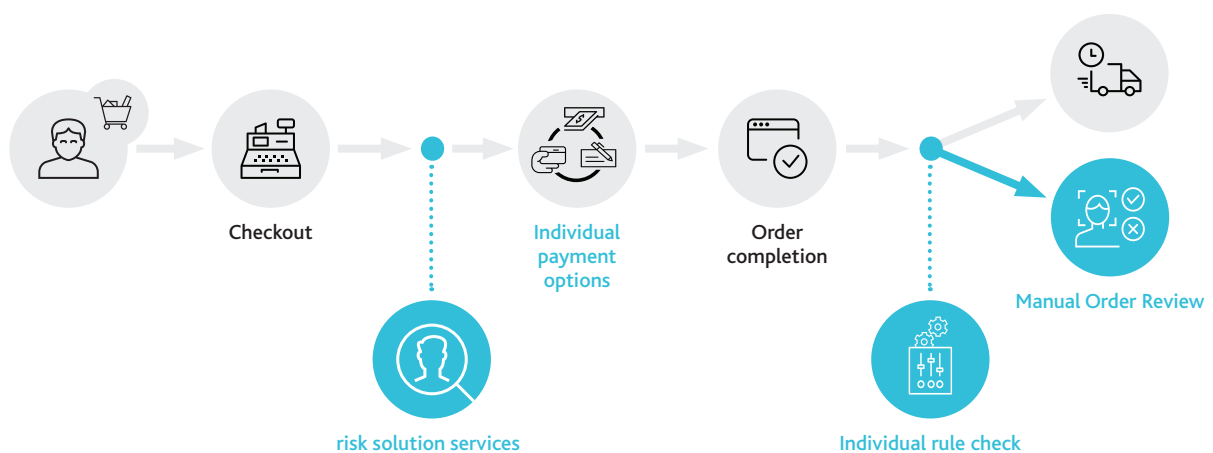 Checkout
Individual
payment
options
Order
completion
Manual Order Review
risk solution services
Individual rule check